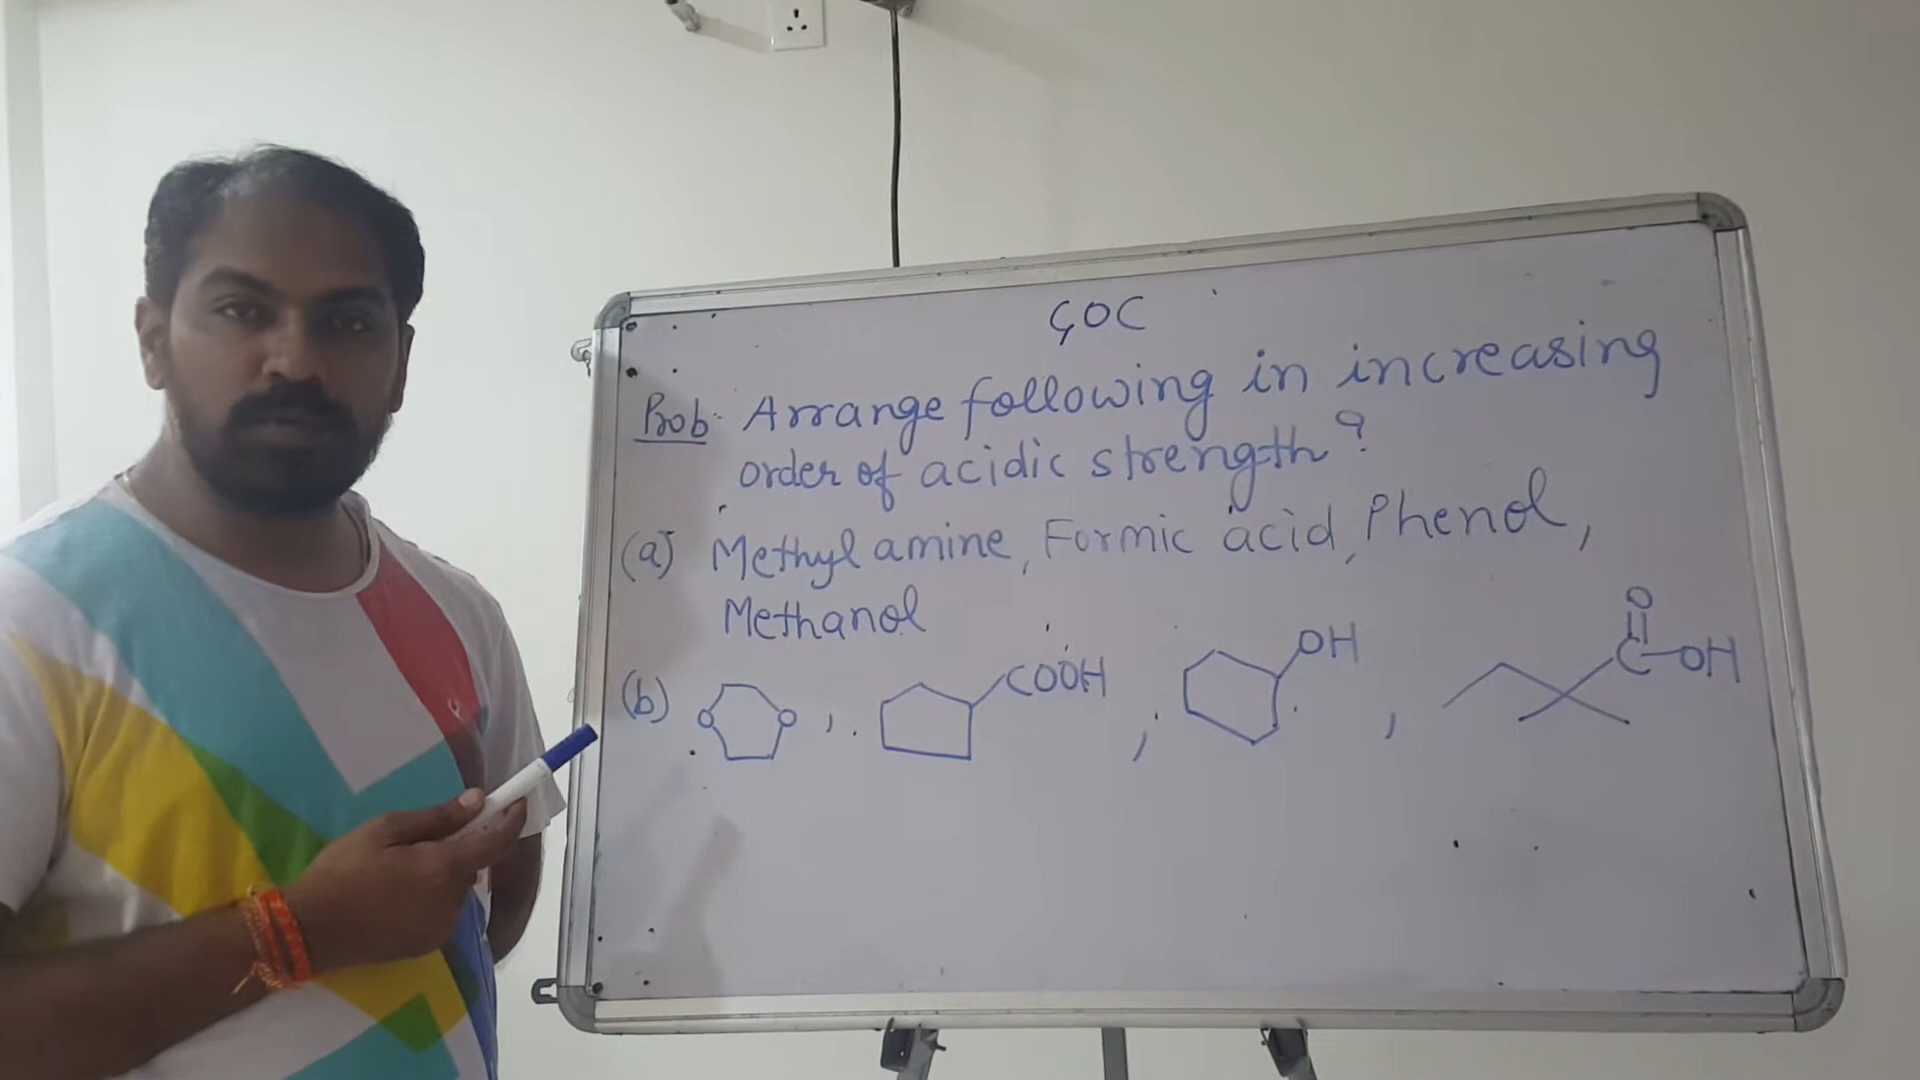 GOC
Prob:- Arrange following in increasing
order of acidic strength?
(a) Methyl amine, Formic acid, Phenol,
Methanol
(b) O O , COOH , OH , O C-OH